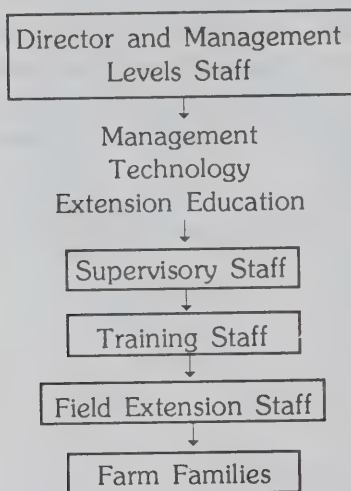 Director and Management
Levels Staff
Management
Technology
Extension Education
Supervisory Staff
Training Staff
Field Extension Staff
Farm Families